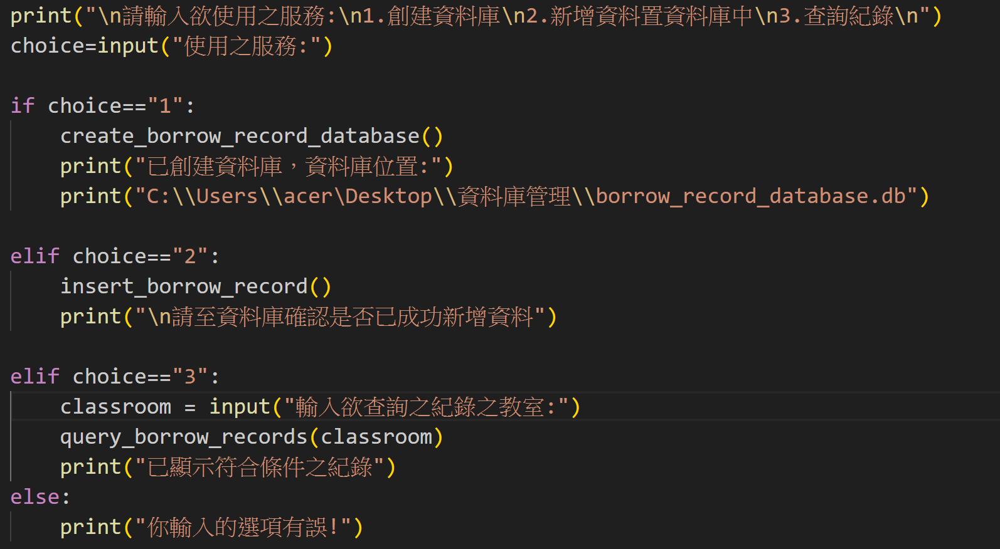 print("\n請輸入欲使用之服務:\n1.創建資料庫\n2.新增資料置資料庫中\n3.查詢紀錄\n")
choice=input("使用之服務:")
if choice=="1":
    create_borrow_record_database()
    print("已創建資料庫，資料庫位置:")
    print("C:\\Users\\acer\Desktop\\資料庫管理\\borrow_record_database.db")
elif choice=="2":
    insert_borrow_record()
    print("\n請至資料庫確認是否已成功新增資料")
elif choice=="3":
    classroom = input("輸入欲查詢之紀錄之教室:")
    query_borrow_records(classroom)
    print("已顯示符合條件之紀錄")
else:
    print("你輸入的選項有誤!")